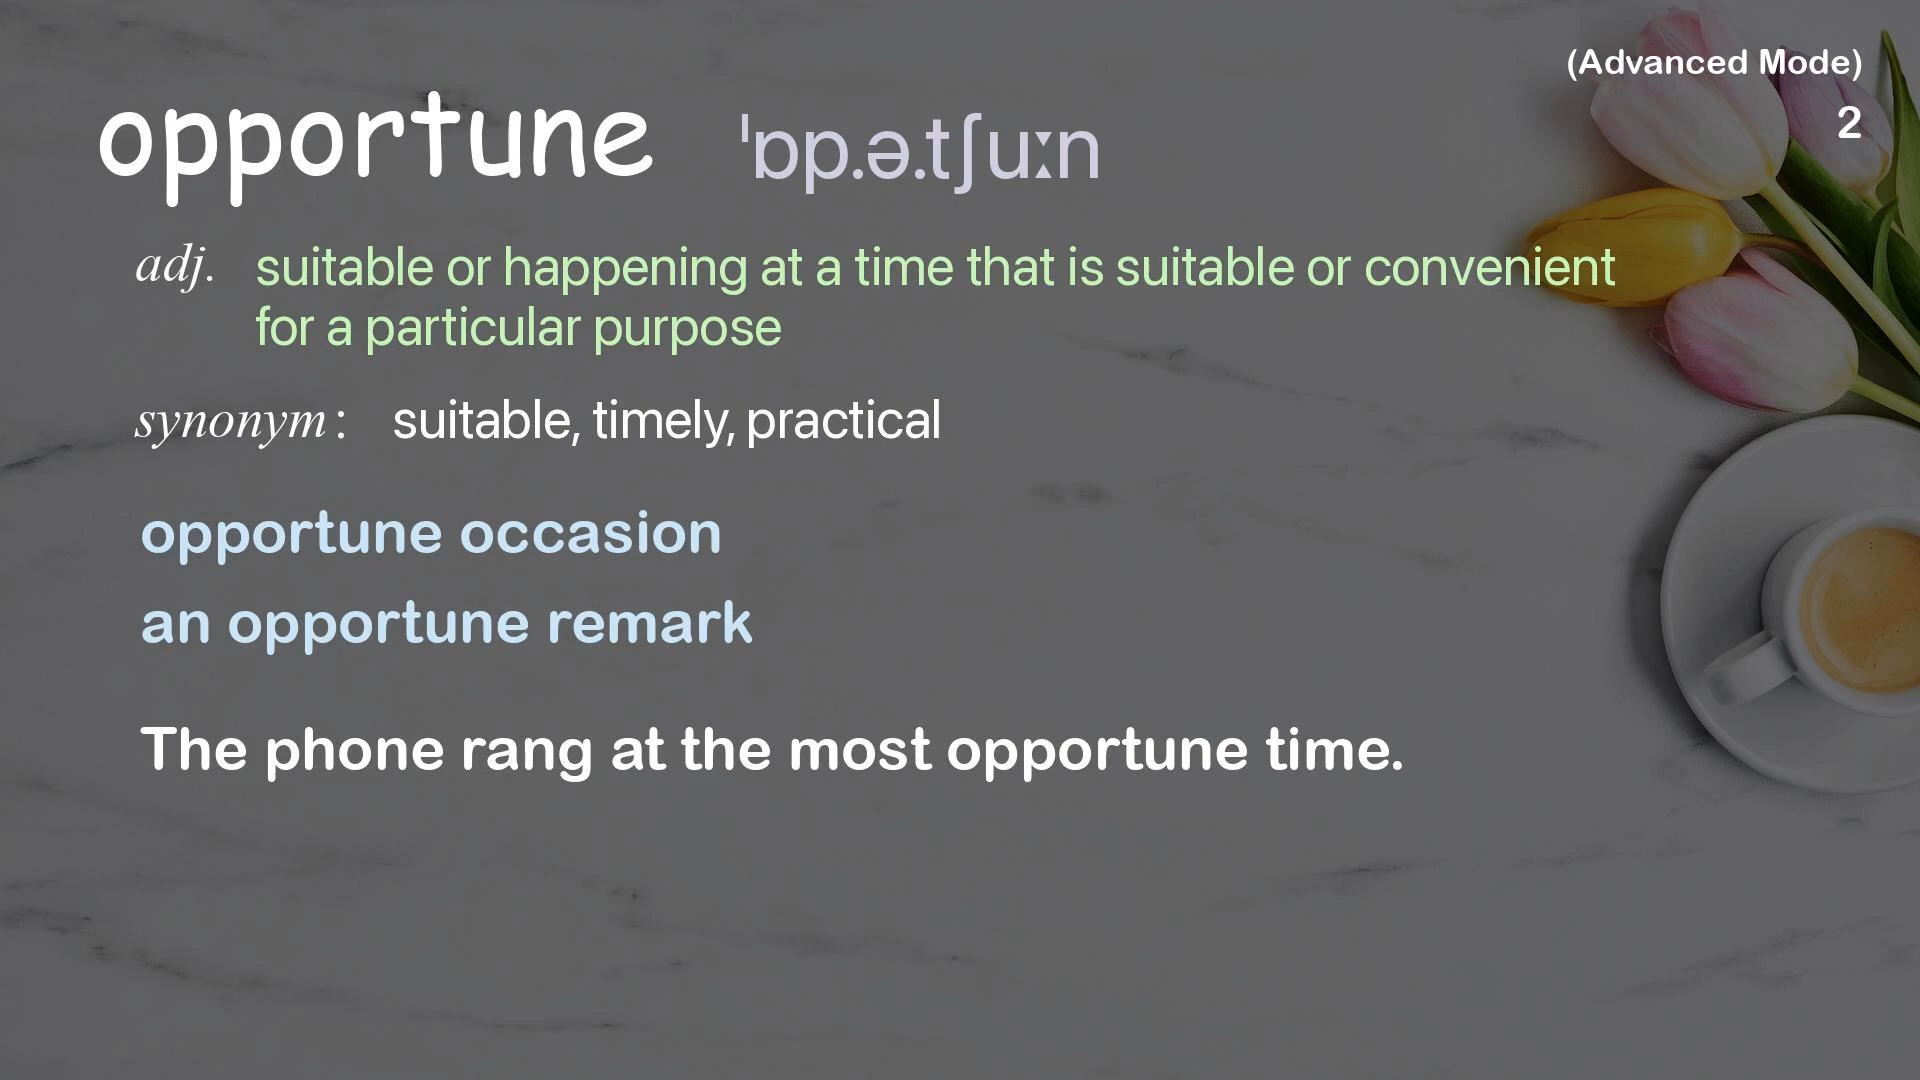 (Advanced Mode)
2
opportune ˈɒp.ə.tʃuːn
adj. suitable or happening at a time that is suitable or convenient
for a particular purpose
synonym : suitable, timely, practical
opportune occasion
an opportune remark
The phone rang at the most opportune time.